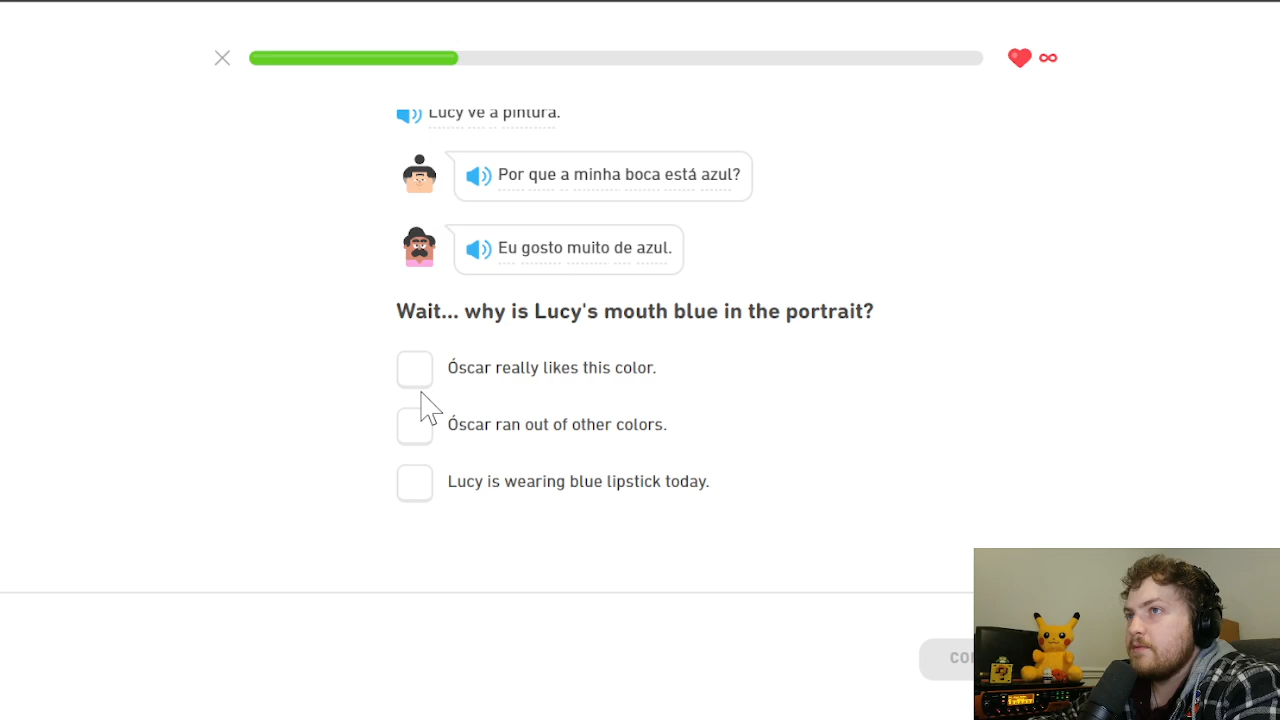 ∞
Lucy vê a pintura.
Por que a minha boca está azul?
Eu gosto muito de azul.
Wait... why is Lucy's mouth blue in the portrait?
Óscar really likes this color.
Óscar ran out of other colors.
Lucy is wearing blue lipstick today.